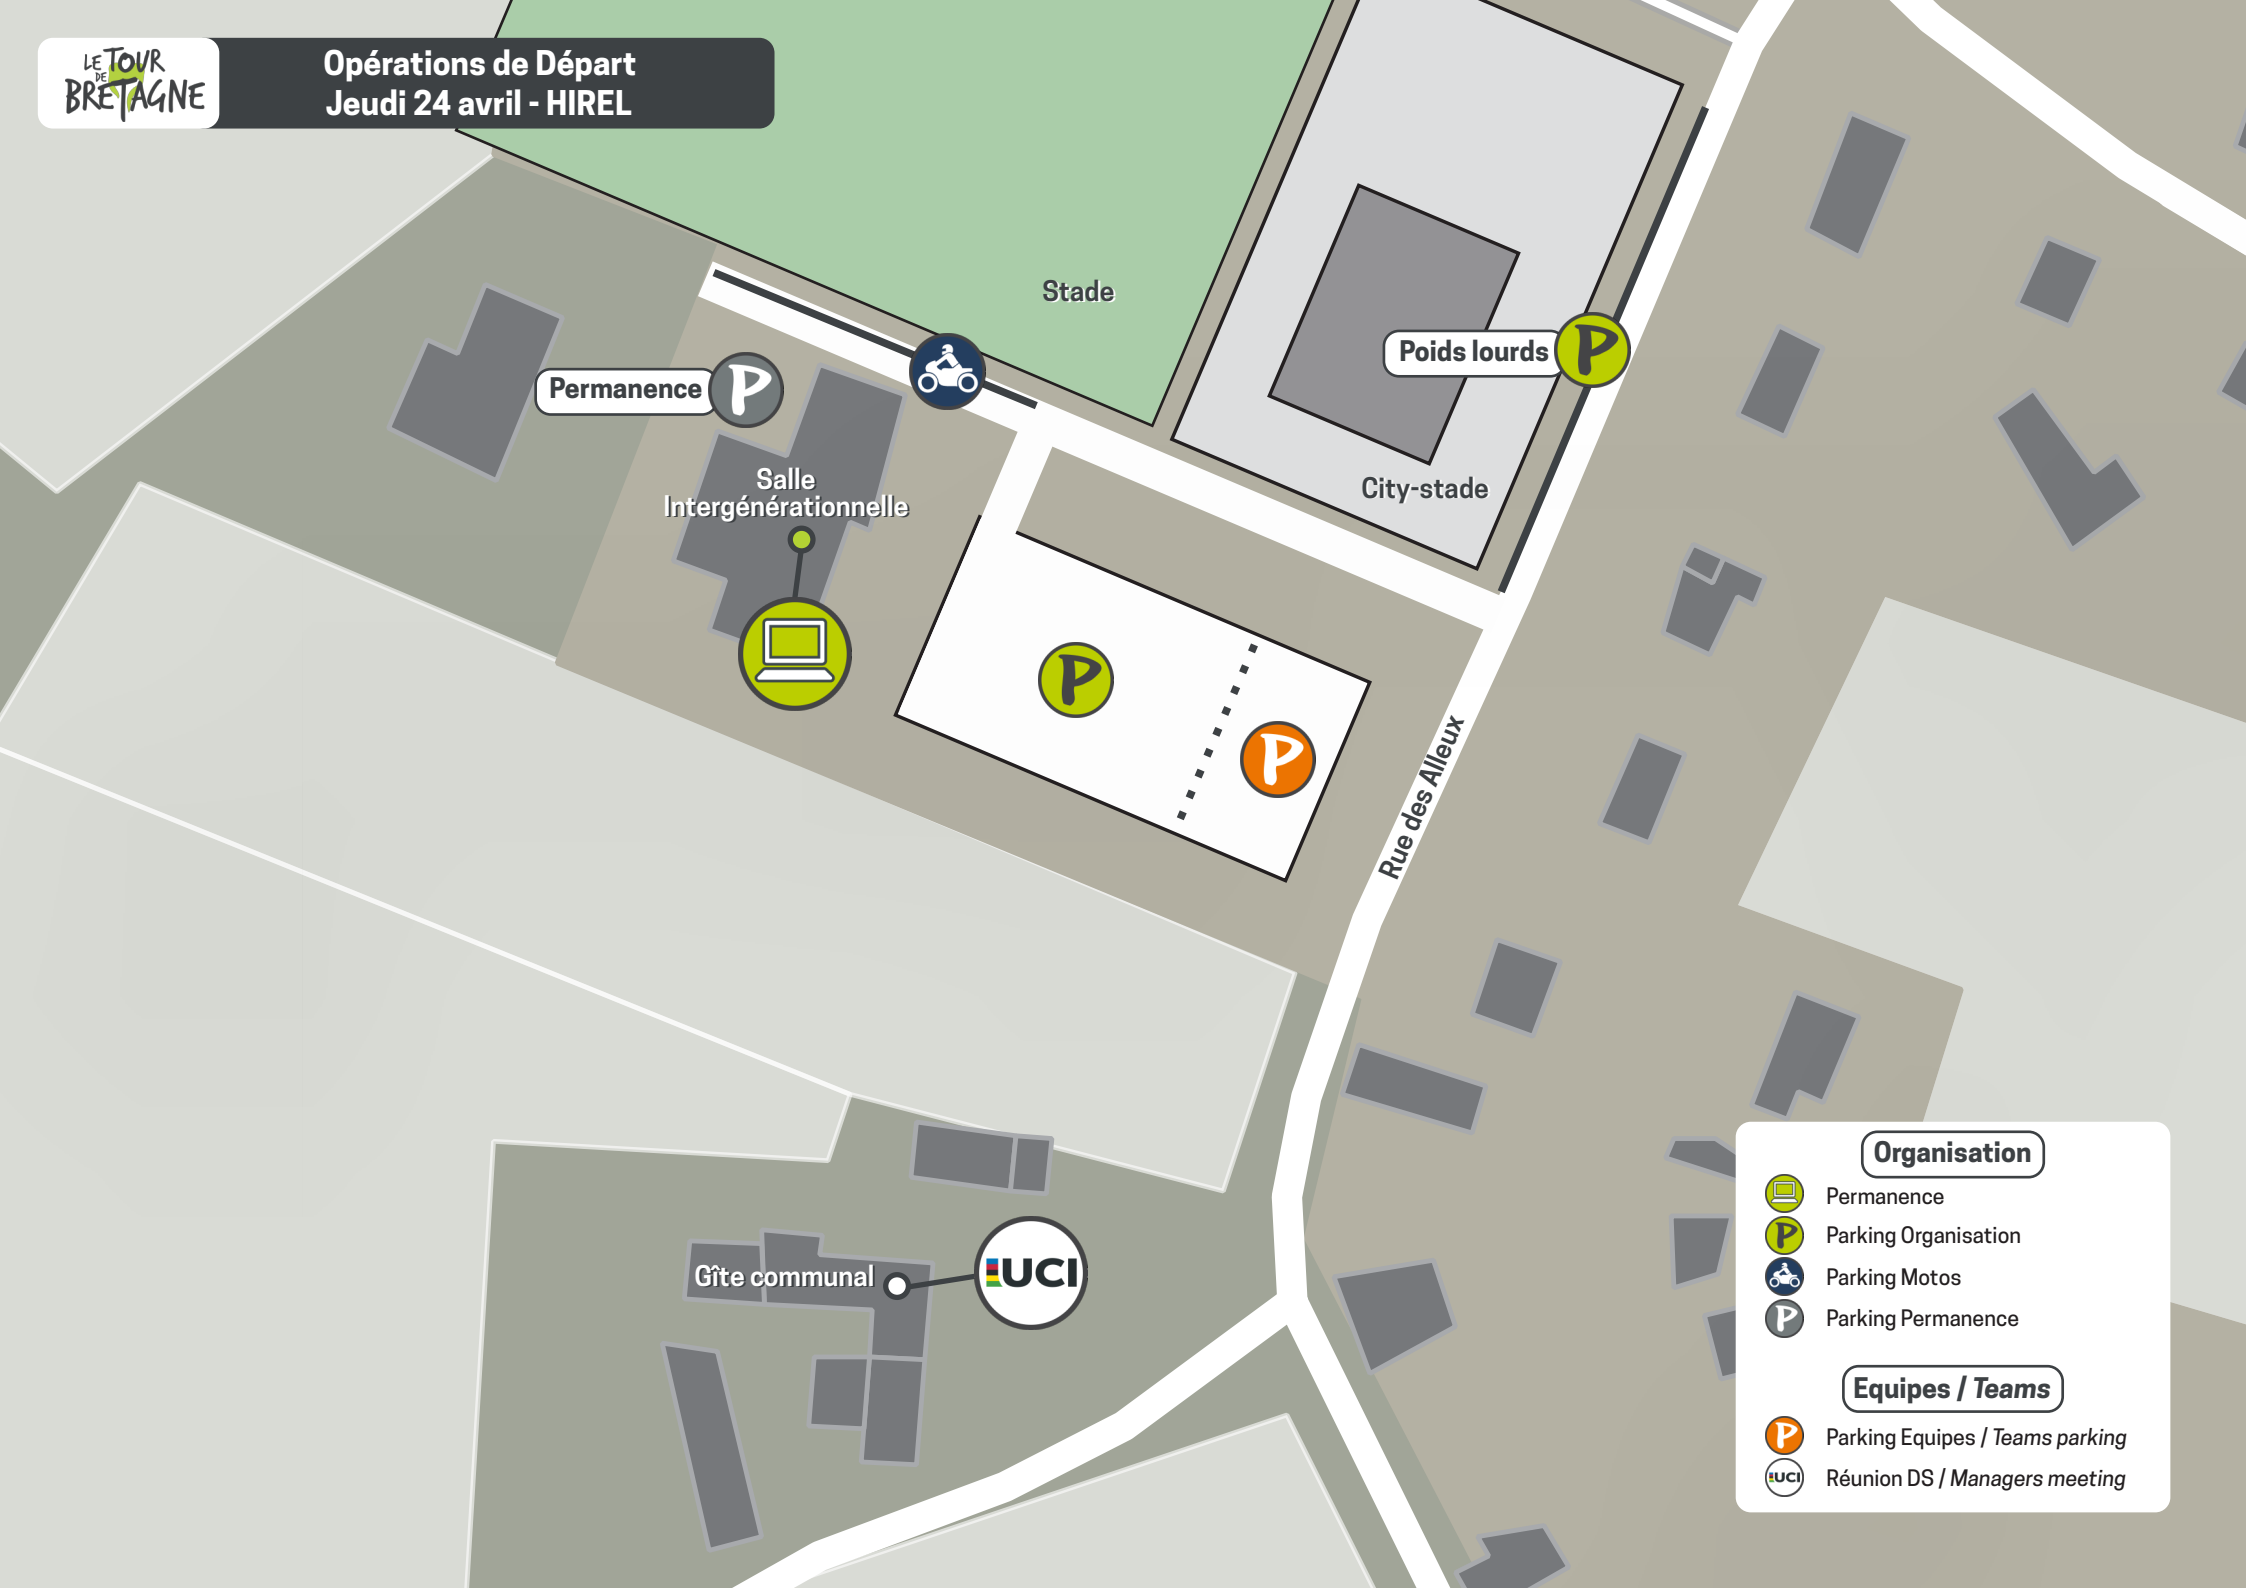 LE TOUR
DE
BRETAGNE
Opérations de Départ
Jeudi 24 avril - HIREL
Stade
Poids lourds
P
Permanence
P
Salle
Intergénérationnelle
City-stade
P
P
Rue des Alleux
Gîte communal
UCI
Organisation
Permanence
P
Parking Organisation
Parking Motos
P
Parking Permanence
Equipes / Teams
P
Parking Equipes / Teams parking
UCI
Réunion DS / Managers meeting